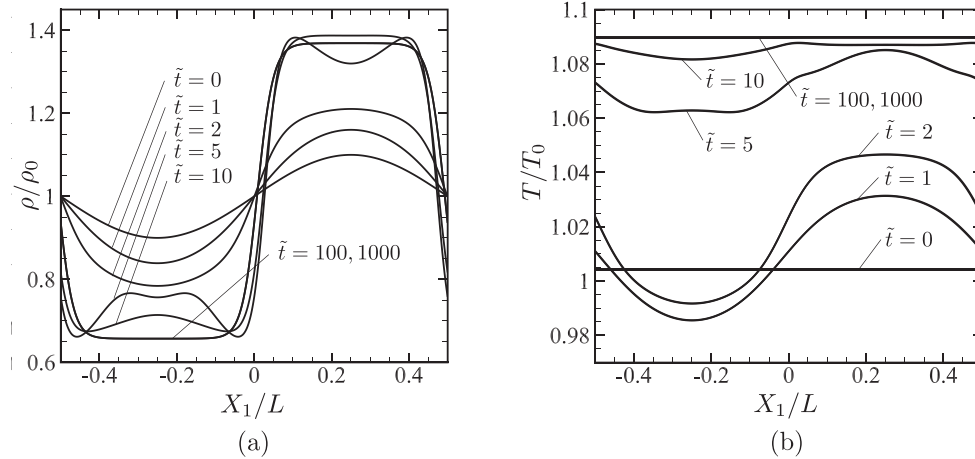 1.4
1.2
1
0.8
0.6
ρ/ρ₀
t̃ = 0
t̃ = 1
t̃ = 2
t̃ = 5
t̃ = 10
t̃ = 100, 1000
-0.4
-0.2
0
0.2
0.4
X₁/L
(a)
1.1
1.08
1.06
1.04
1.02
1
0.98
T/T₀
t̃ = 10
t̃ = 100, 1000
t̃ = 5
t̃ = 2
t̃ = 1
t̃ = 0
-0.4
-0.2
0
0.2
0.4
X₁/L
(b)